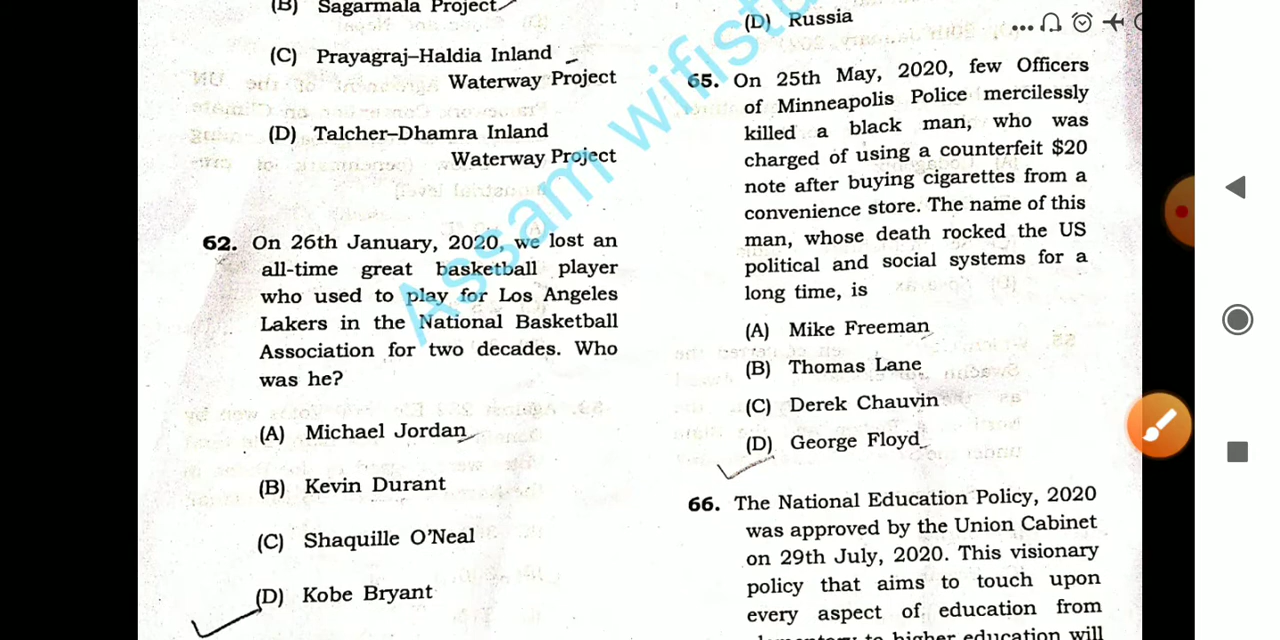 (B) Sagarmala Project
(C) Prayagraj–Haldia Inland
Waterway Project
(D) Talcher–Dhamra Inland
Waterway Project
62. On 26th January, 2020, we lost an
all-time great basketball player
who used to play for Los Angeles
Lakers in the National Basketball
Association for two decades. Who
was he?
(A) Michael Jordan
(B) Kevin Durant
(C) Shaquille O'Neal
(D) Kobe Bryant
(D) Russia
65. On 25th May, 2020, few Officers
of Minneapolis Police mercilessly
killed a black man, who was
charged of using a counterfeit $20
note after buying cigarettes from a
convenience store. The name of this
man, whose death rocked the US
political and social systems for a
long time, is
(A) Mike Freeman
(B) Thomas Lane
(C) Derek Chauvin
(D) George Floyd
66. The National Education Policy, 2020
was approved by the Union Cabinet
on 29th July, 2020. This visionary
policy that aims to touch upon
every aspect of education from
to higher education will
Assam wifistu